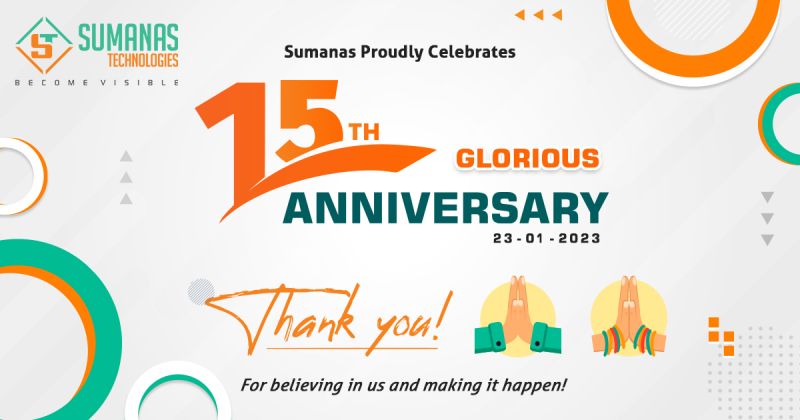 ST
SUMANAS
TECHNOLOGIES
BECOME VISIBLE
Sumanas Proudly Celebrates
15TH
GLORIOUS
ANNIVERSARY
23-01-2023
Thank you!
For believing in us and making it happen!